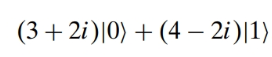 (3 + 2i)|0⟩ + (4 − 2i)|1⟩